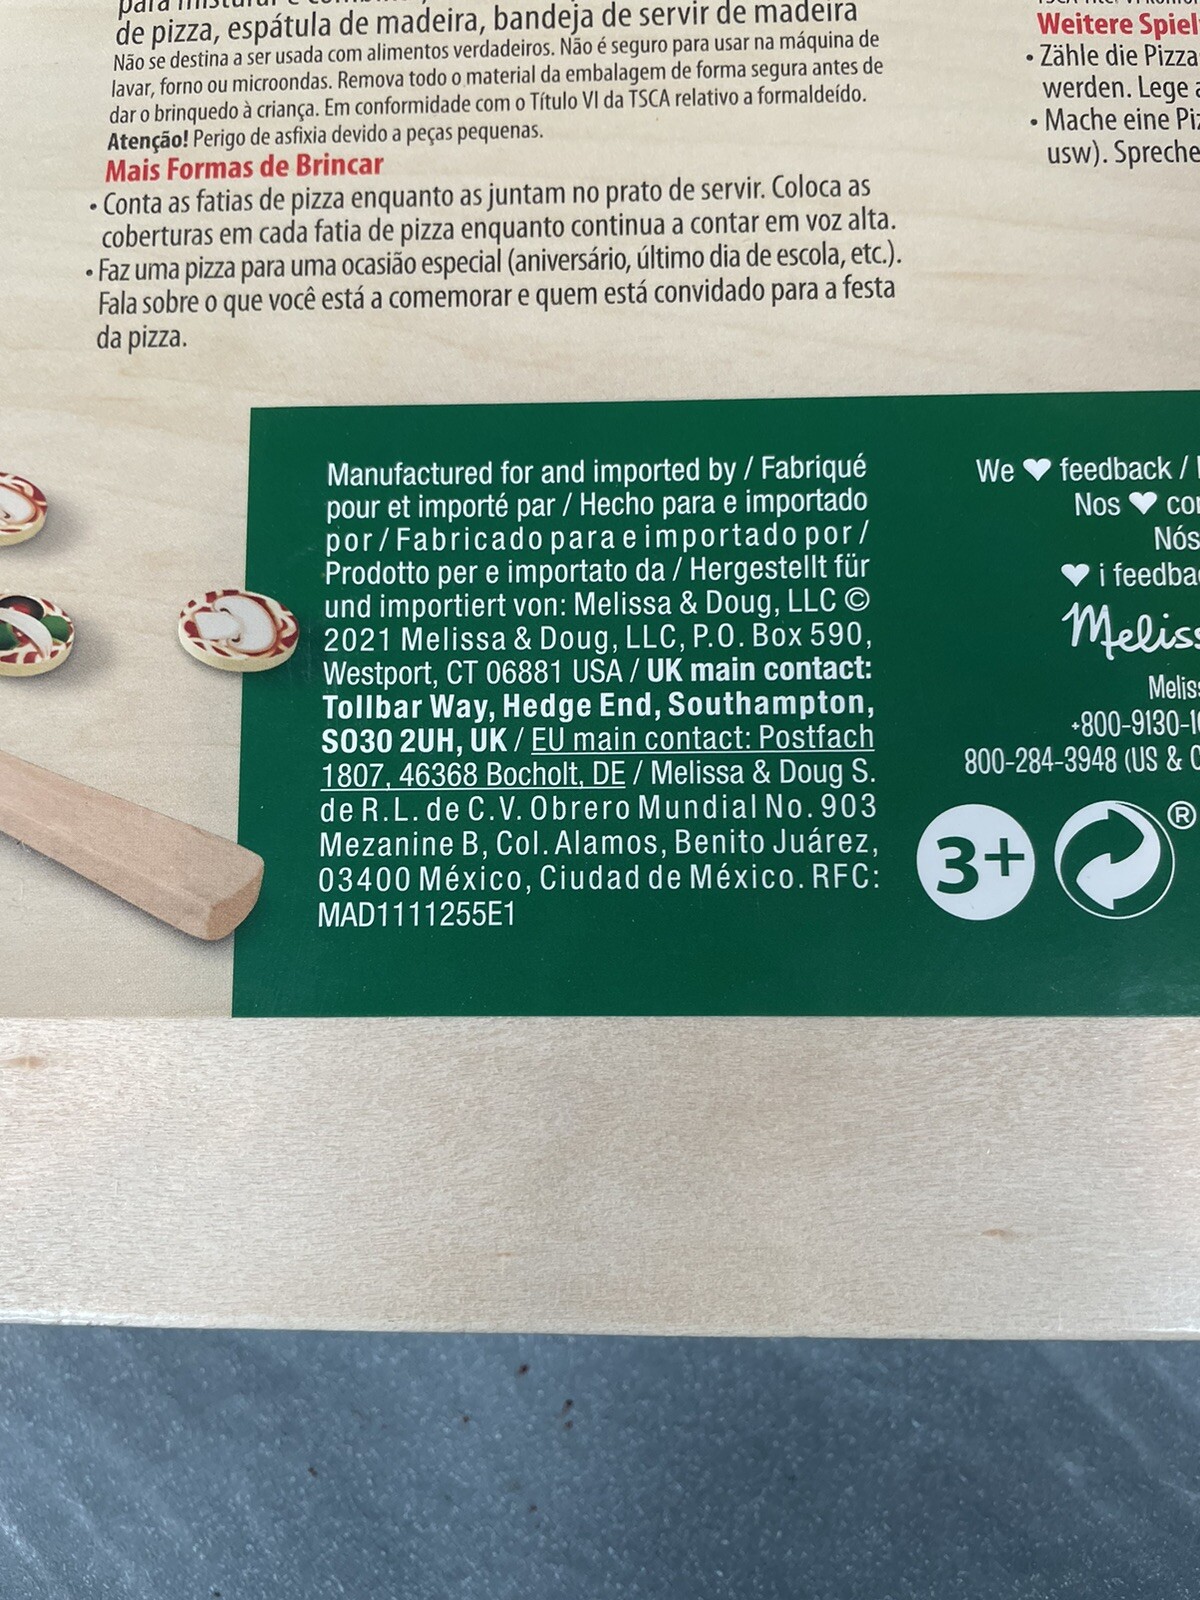 de pizza, espátula de madeira, bandeja de servir de madeira
Não se destina a ser usada com alimentos verdadeiros. Não é seguro para usar na máquina de
lavar, forno ou microondas. Remova todo o material da embalagem de forma segura antes de
dar o brinquedo à criança. Em conformidade com o Título VI da TSCA relativo a formaldeído.
Atenção! Perigo de asfixia devido a peças pequenas.
Mais Formas de Brincar
• Conta as fatias de pizza enquanto as juntam no prato de servir. Coloca as
coberturas em cada fatia de pizza enquanto continua a contar em voz alta.
• Faz uma pizza para uma ocasião especial (aniversário, último dia de escola, etc.).
Fala sobre o que você está a comemorar e quem está convidado para a festa
da pizza.
Weitere Spiel
• Zähle die Pizza
werden. Lege
• Mache eine
usw). Spreche
Manufactured for and imported by / Fabriqué
pour et importé par / Hecho para e importado
por / Fabricado para e importado por /
Prodotto per e importato da / Hergestellt für
und importiert von: Melissa & Doug, LLC ©
2021 Melissa & Doug, LLC, P.O. Box 590,
Westport, CT 06881 USA / UK main contact:
Tollbar Way, Hedge End, Southampton,
SO30 2UH, UK / EU main contact: Postfach
1807, 46368 Bocholt, DE / Melissa & Doug S.
de R.L. de C.V. Obrero Mundial No. 903
Mezanine B, Col. Alamos, Benito Juárez,
03400 México, Ciudad de México. RFC:
MAD1111255E1
We ♥ feedback /
Nos ♥
Nós
♥ i
Meliss
Melis
+800-9130-1
800-284-3948 (US &
3+
®